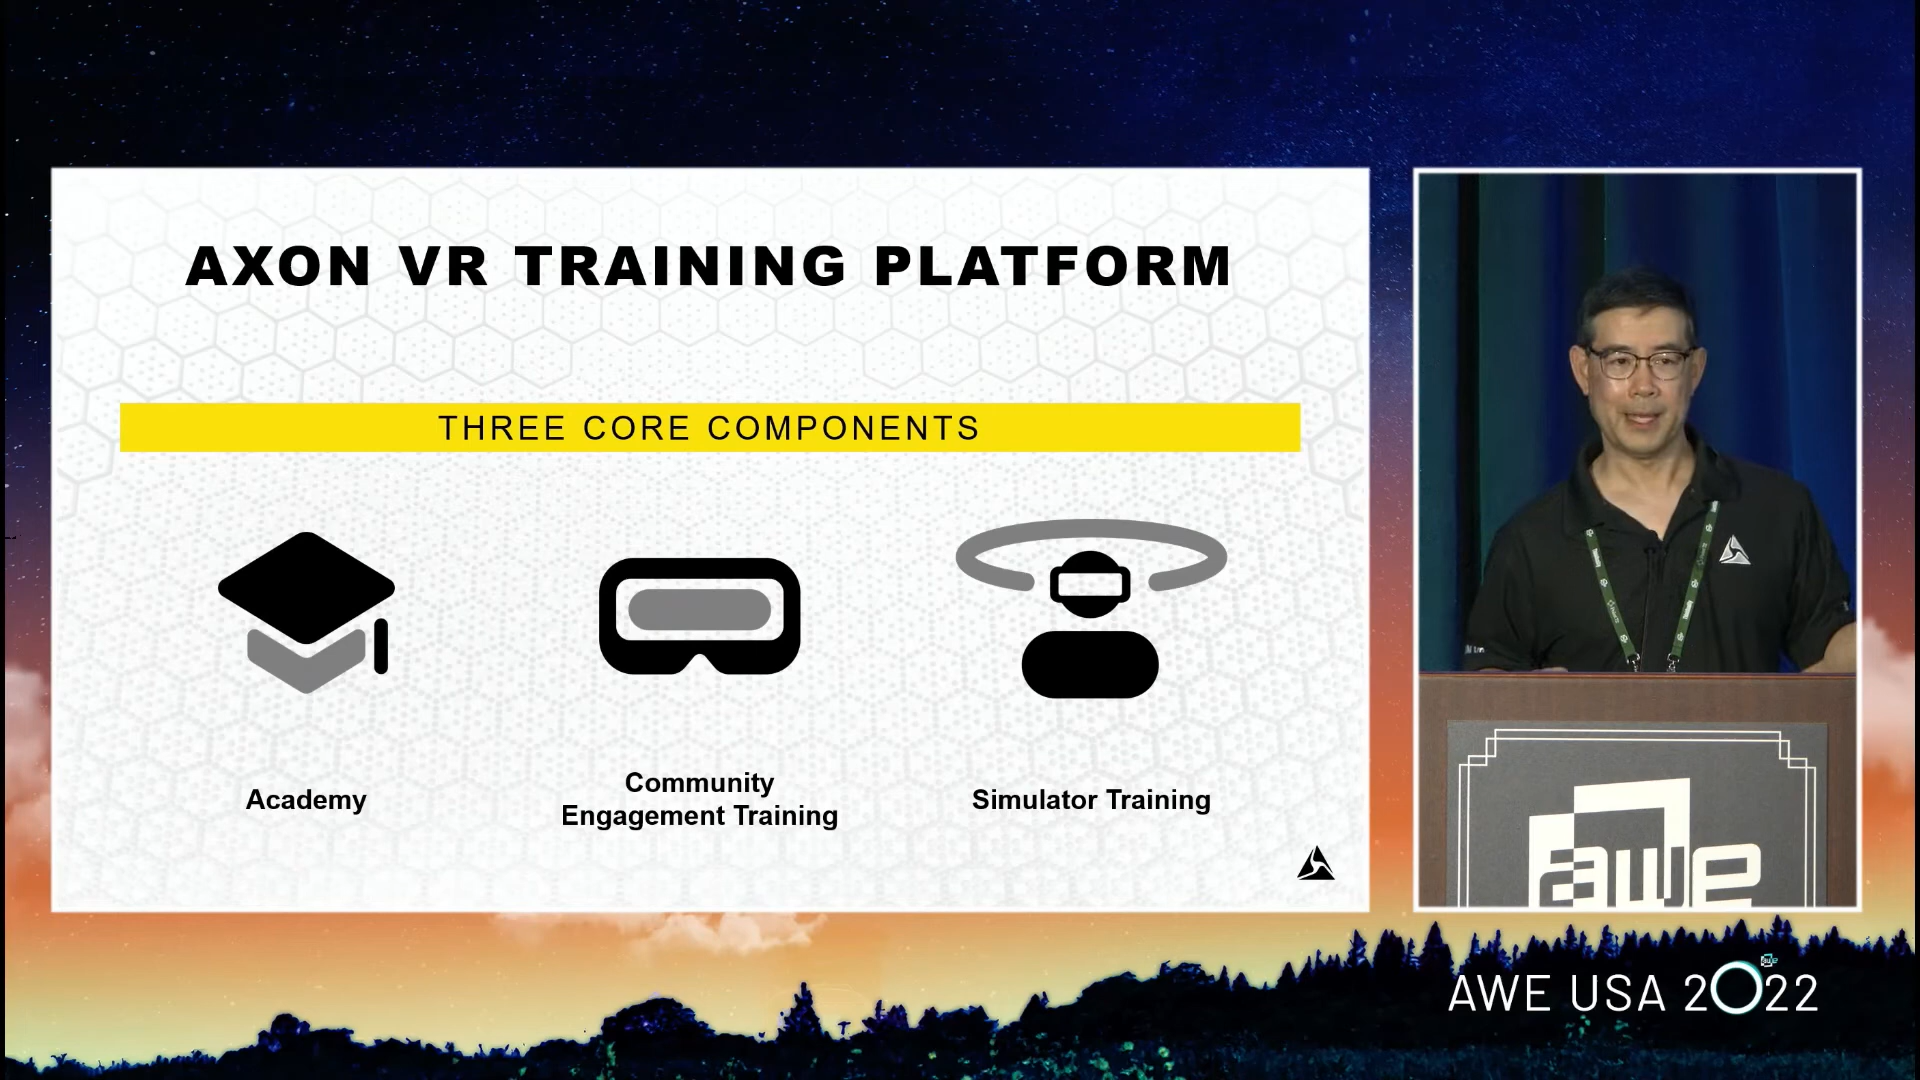 AXON VR TRAINING PLATFORM
THREE CORE COMPONENTS
Academy
Community
Engagement Training
Simulator Training
awe
AWE USA 2022